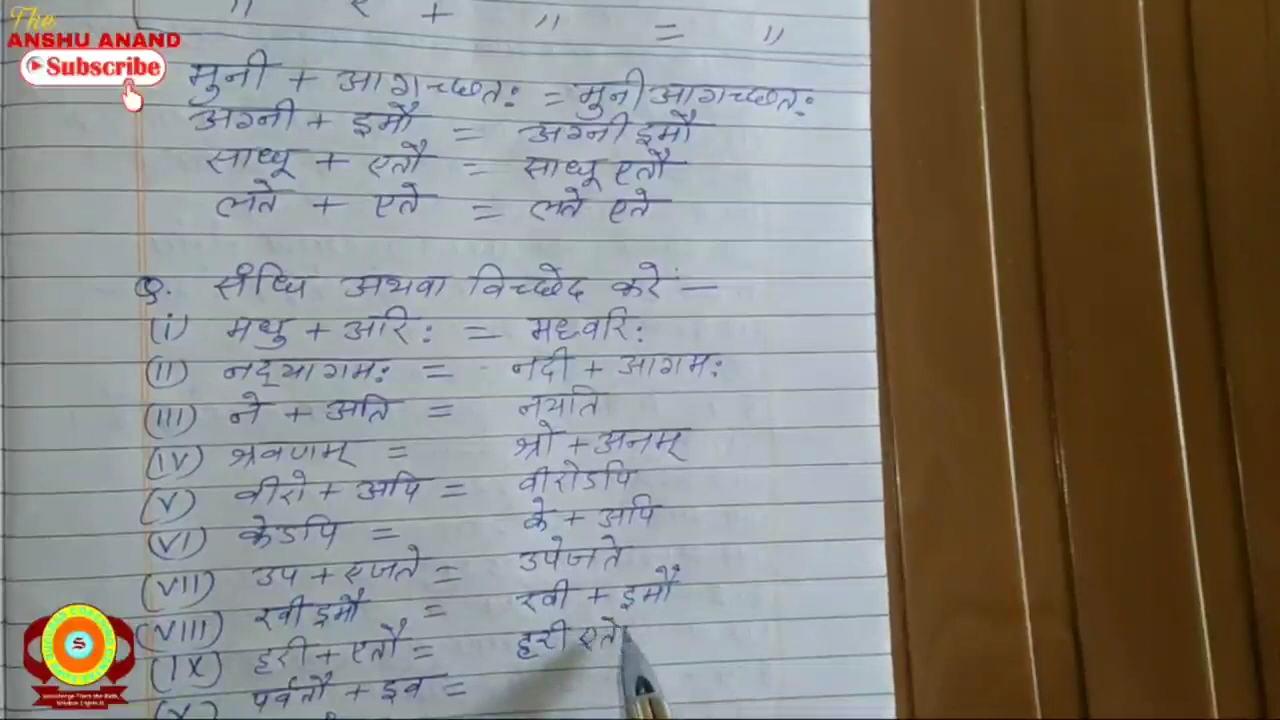 The
ANSHU ANAND
Subscribe
" ए + " = "
मुनी + आगच्छतः = मुनी आगच्छतः
अग्नी + इमौ = अग्नी इमौ
साधू + एतौ = साधू एतौ
लते + एते = लते एते
Q. संधि अथवा विच्छेद करें :—
(i) मधु + अरि: = मध्वरि:
(II) नद्यागमः = नदी + आगमः
(III) ने + अति = नयति
(IV) श्रवणम् = श्रो + अनम्
(V) वीरो + अपि = वीरोऽपि
(VI) केऽपि = के + अपि
(VII) उप + एजते = उपेजते
(VIII) रवी इमौ = रवी + इमौ
(IX) हरी + एतौ = हरी एतौ
(X) पर्वतौ + इव =